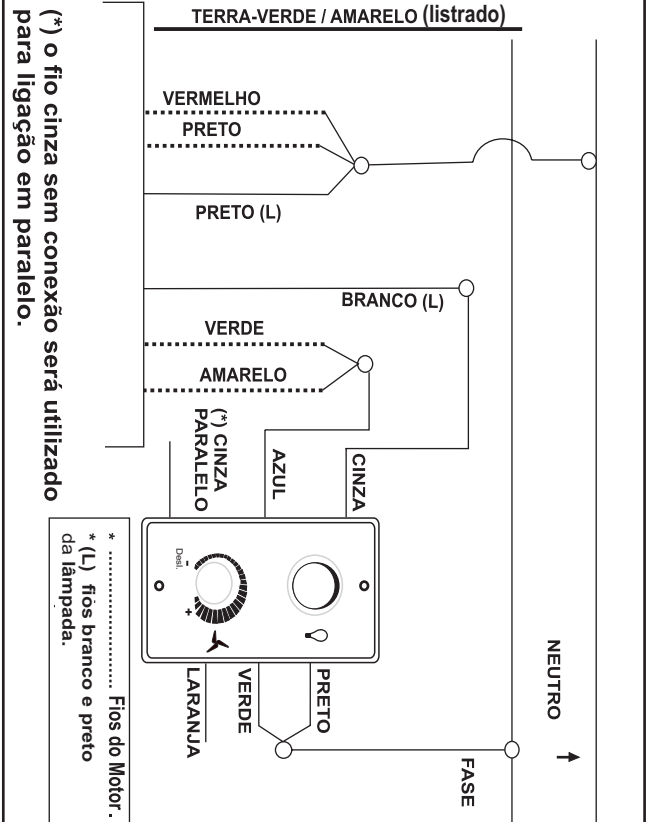 TERRA-VERDE / AMARELO (listrado)
VERMELHO
PRETO
PRETO (L)
BRANCO (L)
VERDE
AMARELO
(*) CINZA
PARALELO
AZUL
CINZA
Desl.
- +
PRETO
VERDE
LARANJA
NEUTRO
FASE
(*) o fio cinza sem conexão será utilizado
para ligação em paralelo.
* ........................ Fios do Motor.
* (L) fios branco e preto
da lâmpada.